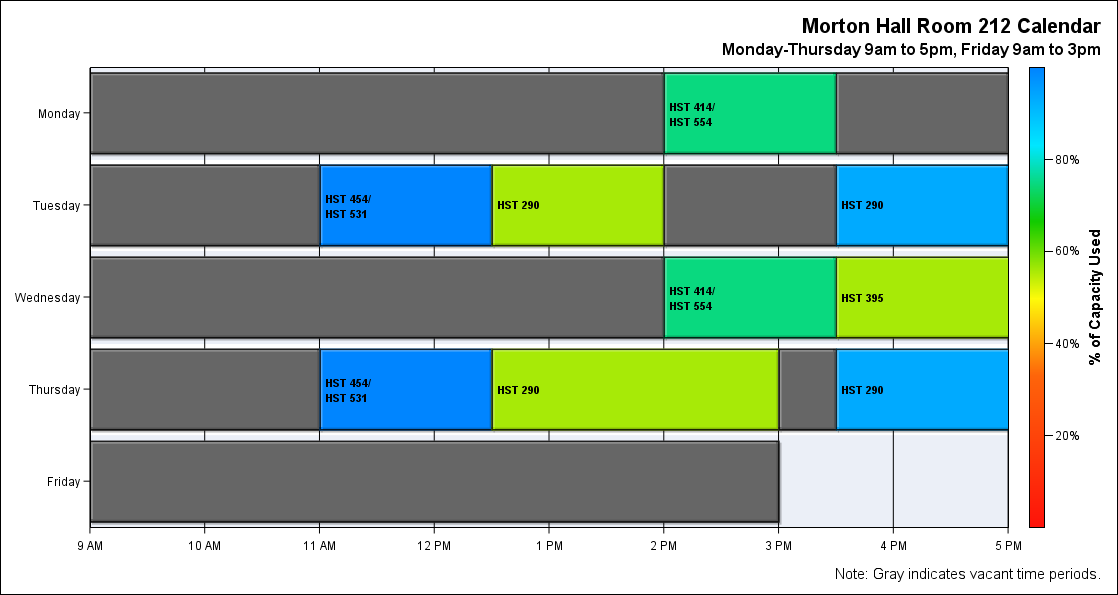 Morton Hall Room 212 Calendar
Monday-Thursday 9am to 5pm, Friday 9am to 3pm
Monday
HST 414/
HST 554
Tuesday
HST 454/
HST 531
HST 290
HST 290
Wednesday
HST 414/
HST 554
HST 395
Thursday
HST 454/
HST 531
HST 290
HST 290
Friday
9 AM
10 AM
11 AM
12 PM
1 PM
2 PM
3 PM
4 PM
5 PM
80%
60%
40%
20%
% of Capacity Used
Note: Gray indicates vacant time periods.